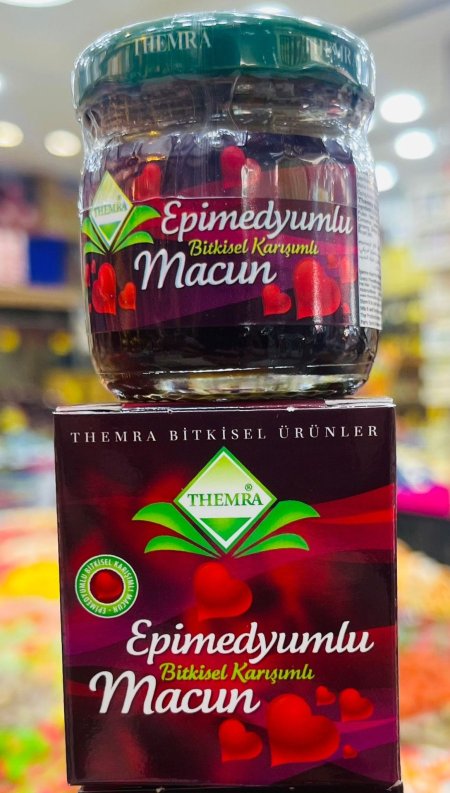 THEMRA
THEMRA
THEMRA
Epimedyumlu
Bitkisel Karışımlı
Macun
THEMRA BİTKİSEL ÜRÜNLER
THEMRA®
EPİMEDYUMLU BİTKİSEL KARIŞIMLI MACUN
Epimedyumlu
Bitkisel Karışımlı
Macun